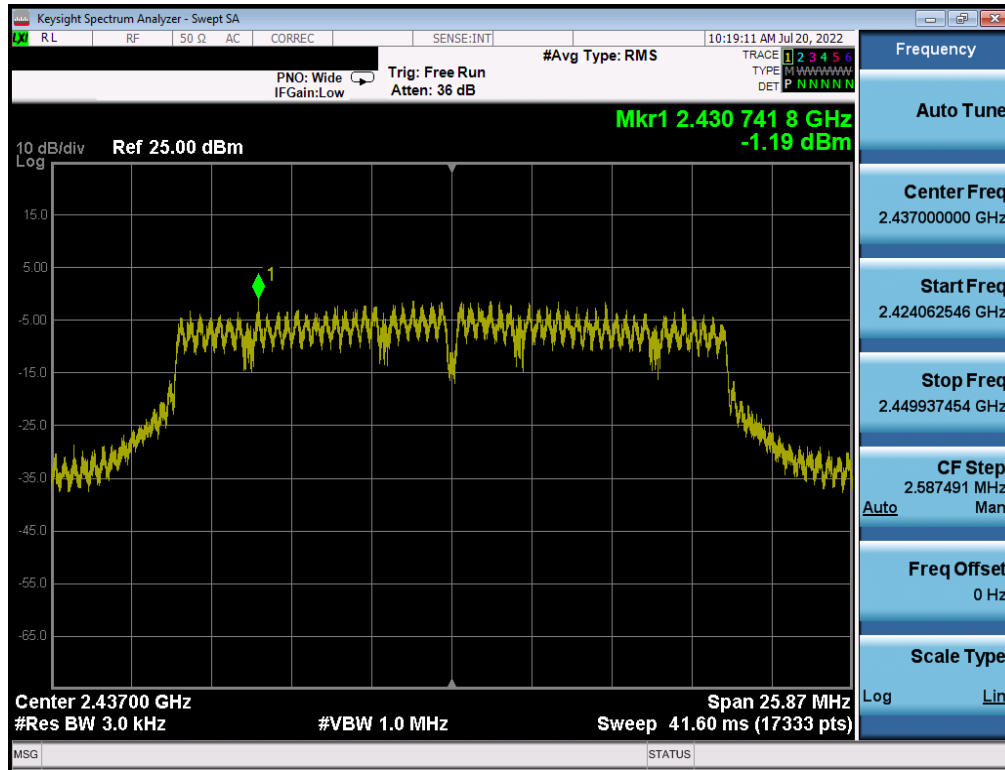 Keysight Spectrum Analyzer - Swept SA
LXI RL RF 50 Ω AC CORREC SENSE:INT 10:19:11 AM Jul 20, 2022
PNO: Wide
IFGain:Low
Trig: Free Run
Atten: 36 dB
#Avg Type: RMS
TRACE 1 2 3 4 5 6
TYPE M WWWWW
DET P N N N N N
Mkr1 2.430 741 8 GHz
-1.19 dBm
10 dB/div Ref 25.00 dBm
Log
15.0
5.00
-5.00
-15.0
-25.0
-35.0
-45.0
-55.0
-65.0
1
Center 2.43700 GHz Span 25.87 MHz
#Res BW 3.0 kHz #VBW 1.0 MHz Sweep 41.60 ms (17333 pts)
MSG STATUS
Frequency
Auto Tune
Center Freq
2.437000000 GHz
Start Freq
2.424062546 GHz
Stop Freq
2.449937454 GHz
CF Step
2.587491 MHz
Auto Man
Freq Offset
0 Hz
Scale Type
Log Lin